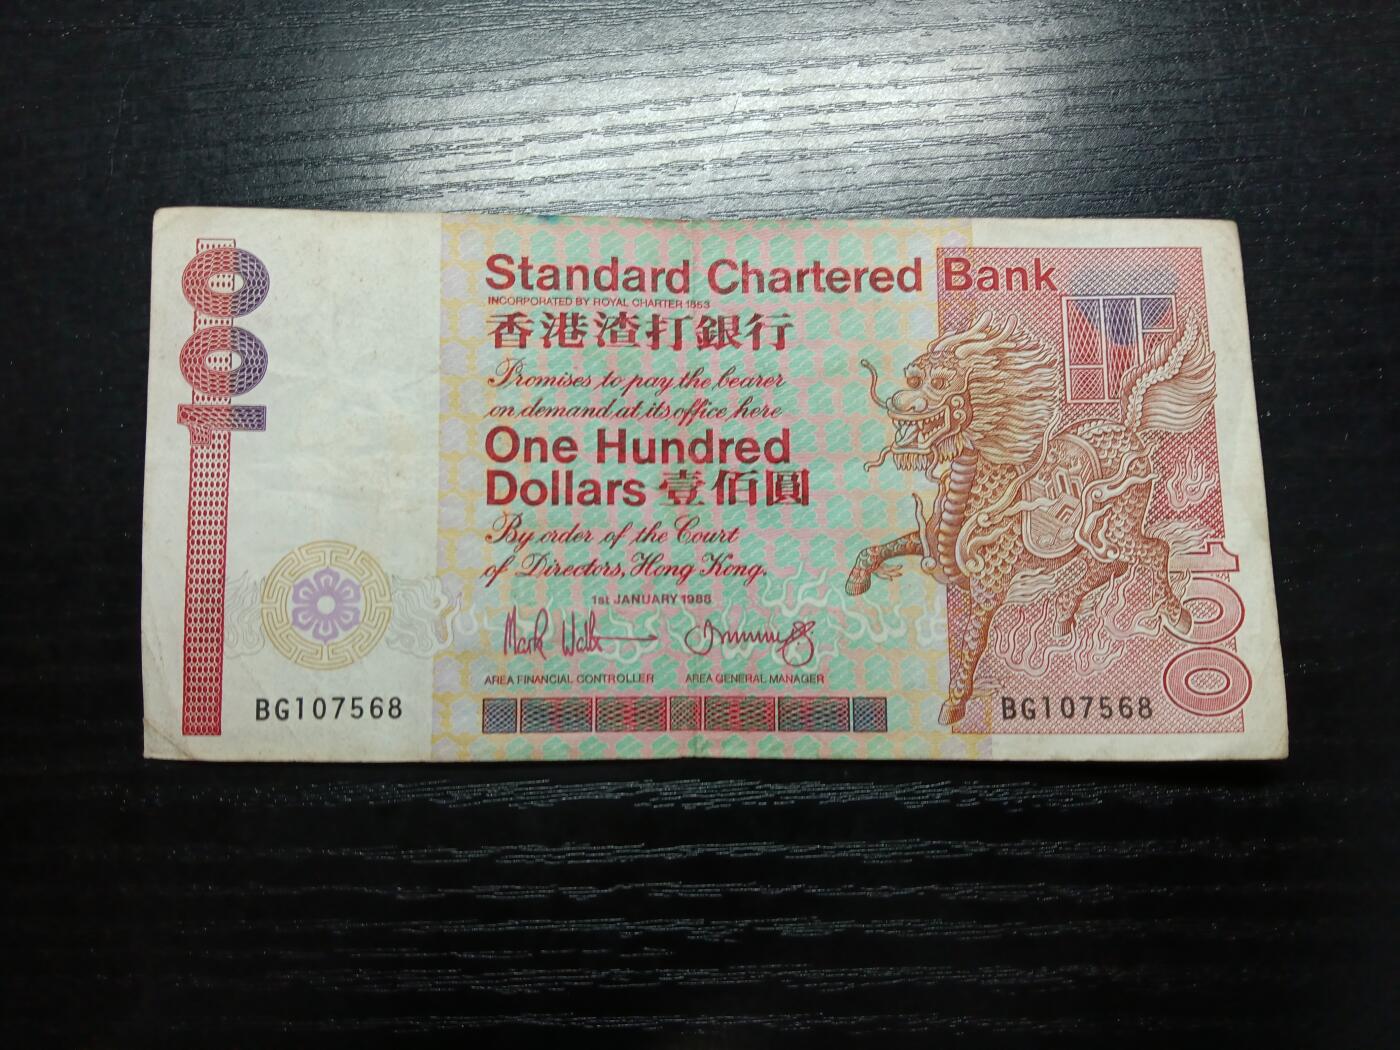 100
Standard Chartered Bank
INCORPORATED BY ROYAL CHARTER 1853
香港渣打銀行
Promises to pay the bearer
on demand at its office here
One Hundred
Dollars 壹佰圓
By order of the Court
of Directors, Hong Kong.
1st JANUARY 1988
Mark
AREA FINANCIAL CONTROLLER AREA GENERAL MANAGER
BG107568
BG107568
100